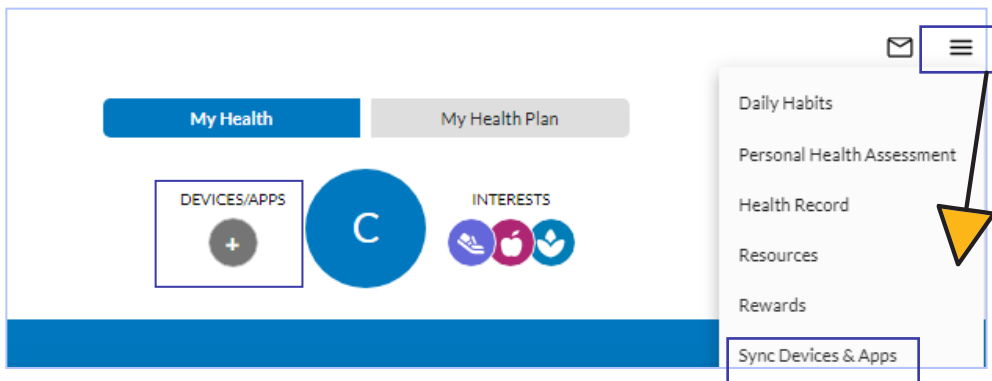 My Health
My Health Plan
DEVICES/APPS
C
INTERESTS
Daily Habits
Personal Health Assessment
Health Record
Resources
Rewards
Sync Devices & Apps